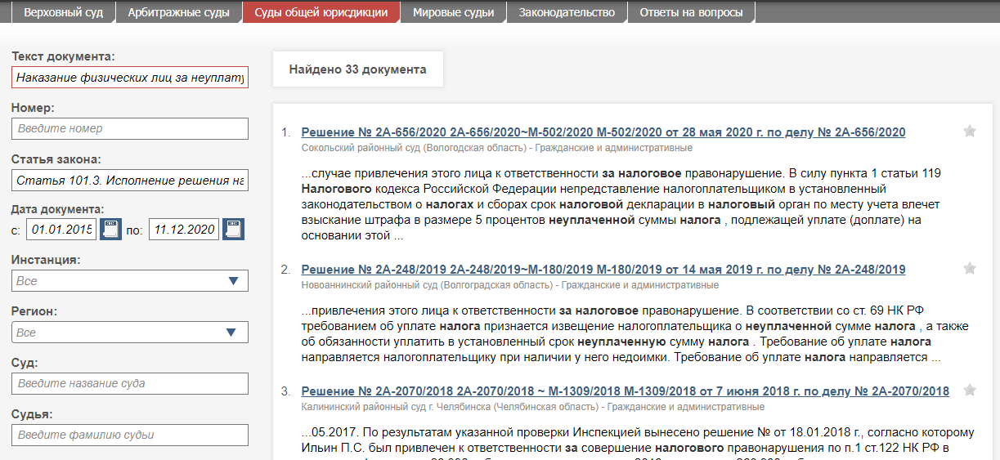 Верховный суд
Арбитражные суды
Суды общей юрисдикции
Мировые судьи
Законодательство
Ответы на вопросы
Текст документа:
Наказание физических лиц за неуплату
Номер:
Введите номер
Статья закона:
Статья 101.3. Исполнение решения на
Дата документа:
с: 01.01.2015 по: 11.12.2020
Инстанция:
Все
Регион:
Все
Суд:
Введите название суда
Судья:
Введите фамилию судьи
Найдено 33 документа
1. Решение № 2А-656/2020 2А-656/2020~М-502/2020 М-502/2020 от 28 мая 2020 г. по делу № 2А-656/2020
Сокольский районный суд (Вологодская область) - Гражданские и административные
...случае привлечения этого лица к ответственности за налоговое правонарушение. В силу пункта 1 статьи 119
Налогового кодекса Российской Федерации непредставление налогоплательщиком в установленный
законодательством о налогах и сборах срок налоговой декларации в налоговый орган по месту учета влечет
взыскание штрафа в размере 5 процентов неуплаченной суммы налога , подлежащей уплате (доплате) на
основании этой ...
2. Решение № 2А-248/2019 2А-248/2019~М-180/2019 М-180/2019 от 14 мая 2019 г. по делу № 2А-248/2019
Новоаннинский районный суд (Волгоградская область) - Гражданские и административные
...привлечения этого лица к ответственности за налоговое правонарушение. В соответствии со ст. 69 НК РФ
требованием об уплате налога признается извещение налогоплательщика о неуплаченной сумме налога , а также
об обязанности уплатить в установленный срок неуплаченную сумму налога . Требование об уплате налога
направляется налогоплательщику при наличии у него недоимки. Требование об уплате налога направляется ...
3. Решение № 2А-2070/2018 2А-2070/2018 ~ М-1309/2018 М-1309/2018 от 7 июня 2018 г. по делу № 2А-2070/2018
Калининский районный суд г. Челябинска (Челябинская область) - Гражданские и административные
...05.2017. По результатам указанной проверки Инспекцией вынесено решение № от 18.01.2018 г., согласно которому
Ильин П.С. был привлечен к ответственности за совершение налогового правонарушения по п.1 ст.122 НК РФ в